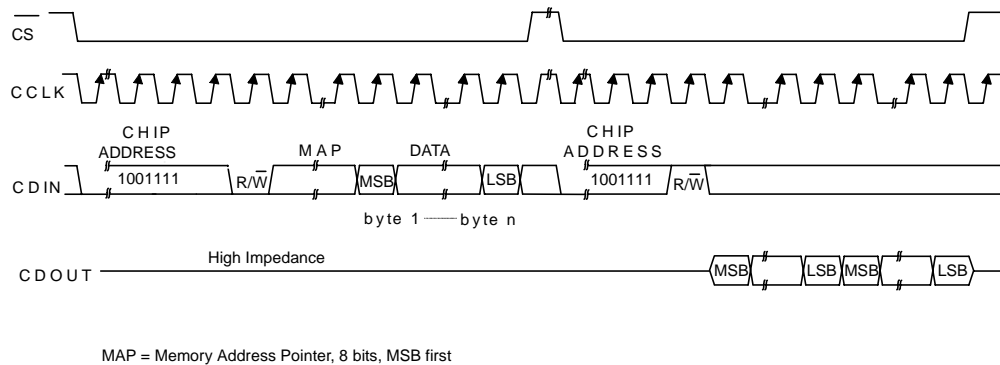 CS
CCLK
CHIP
ADDRESS
MAP
DATA
CHIP
ADDRESS
CDIN
1001111
R/W
MSB
LSB
1001111
R/W
byte 1
byte n
High Impedance
CDOUT
MSB
LSB
MSB
LSB
MAP = Memory Address Pointer, 8 bits, MSB first